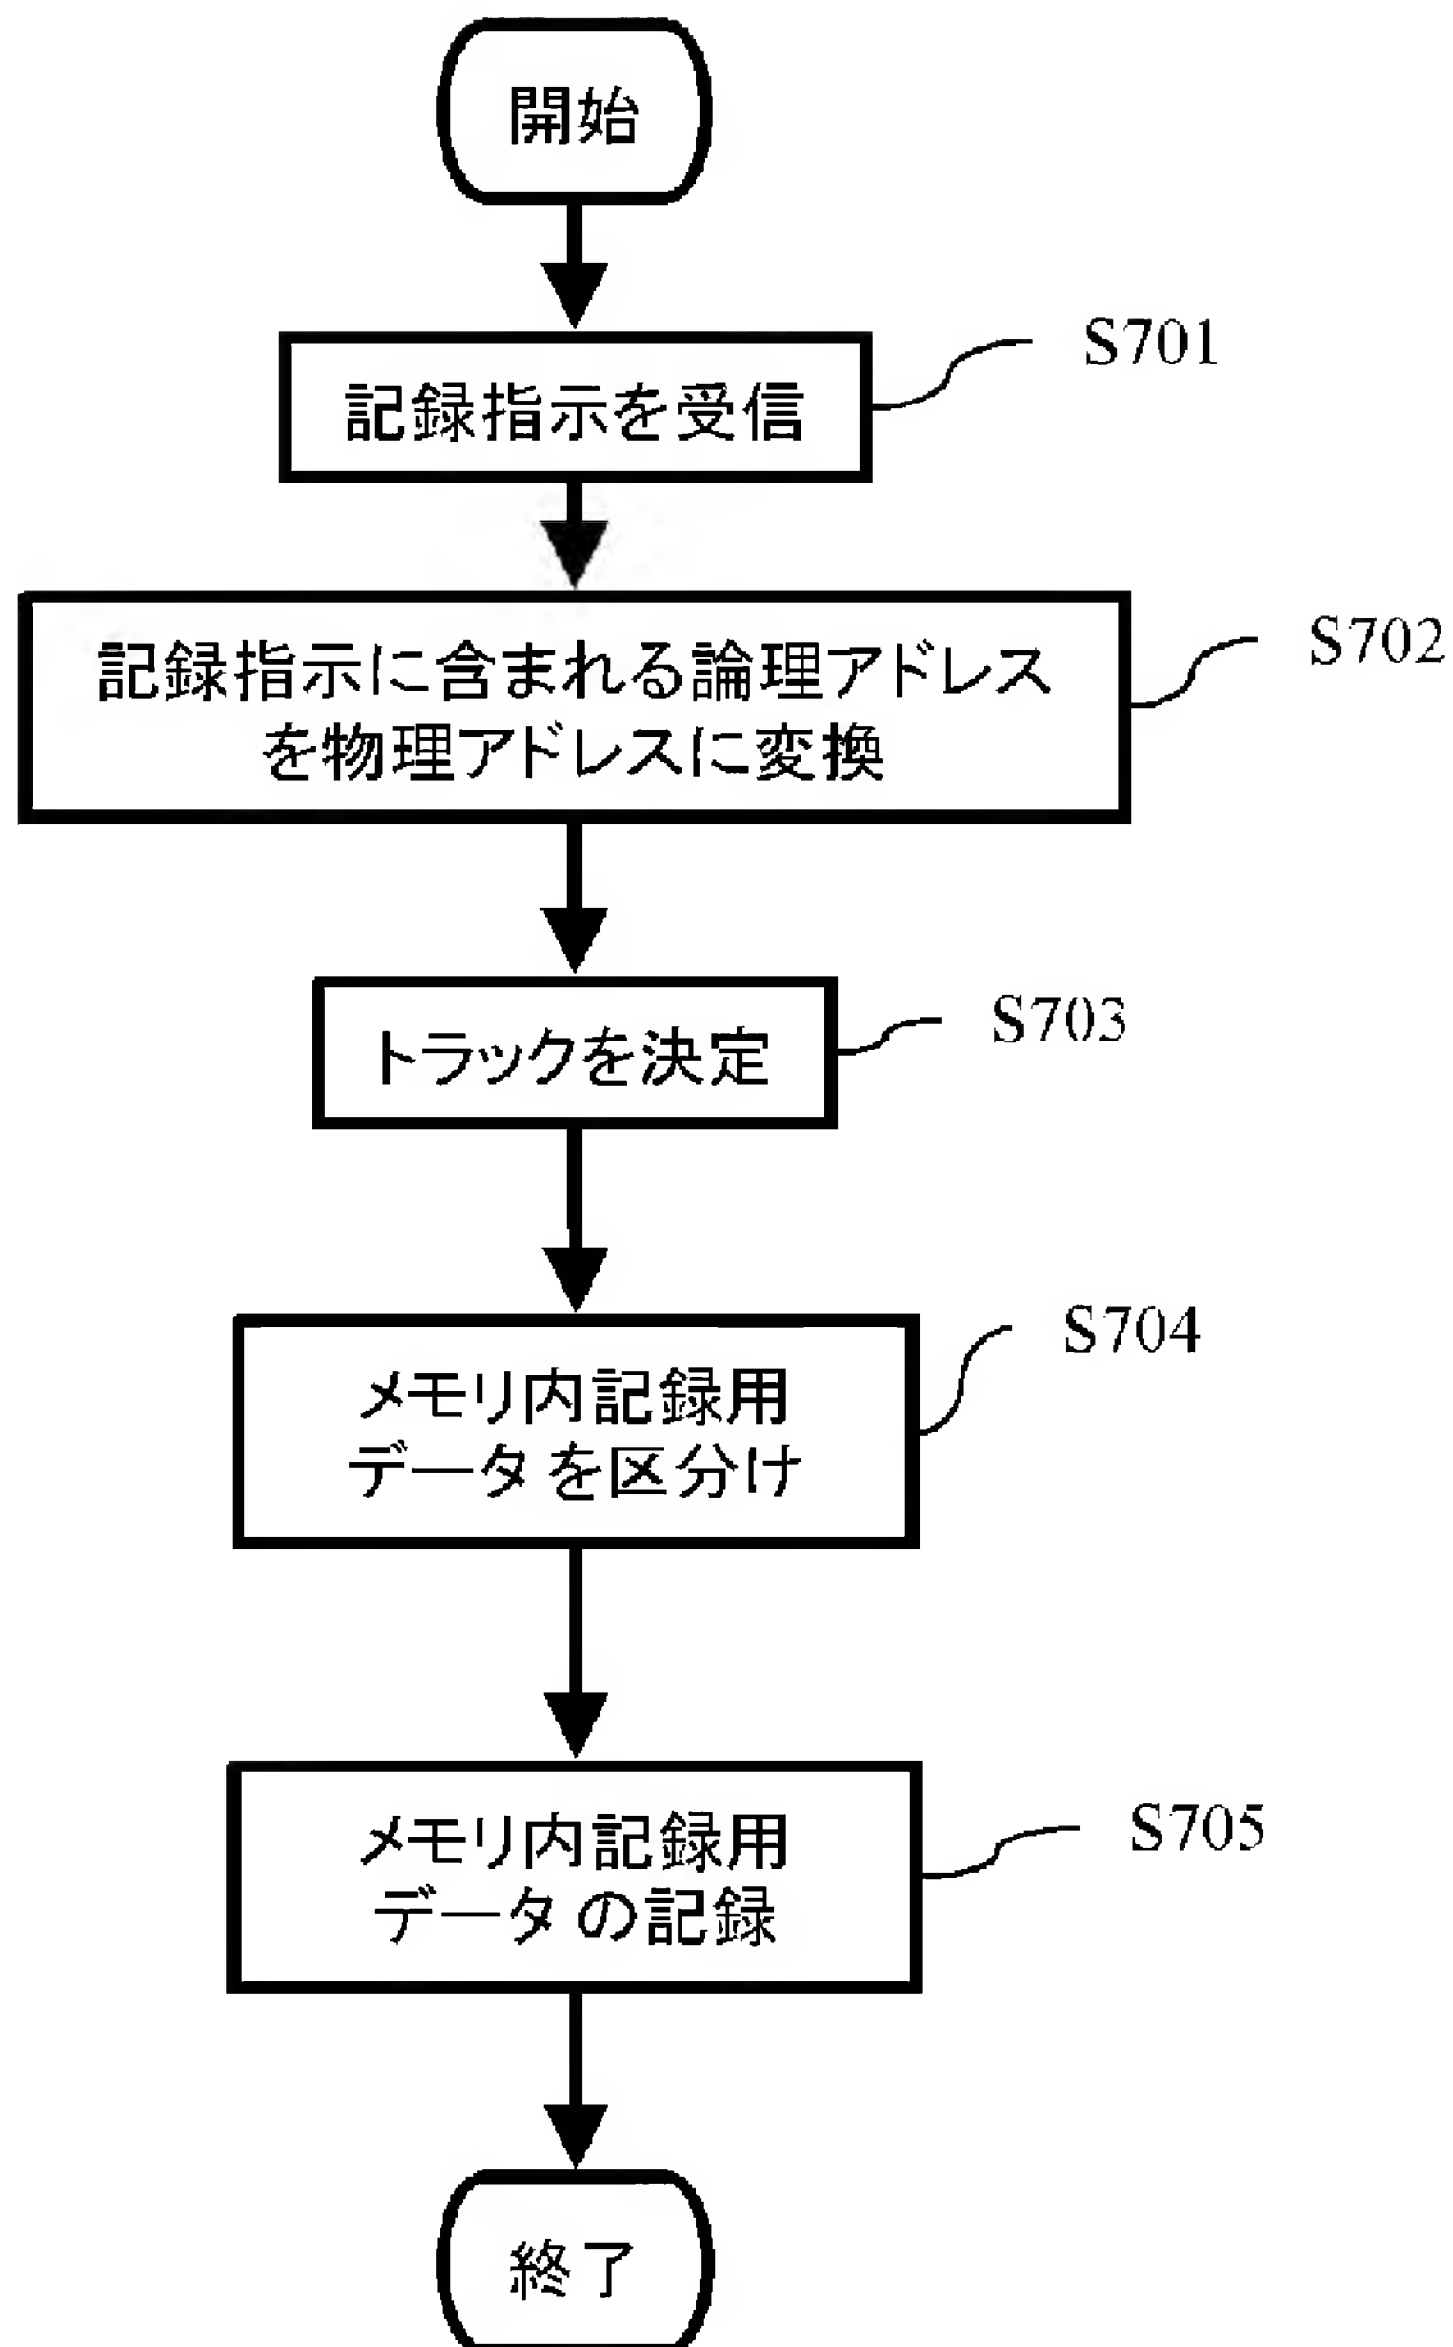 開始
S701
記録指示を受信
S702
記録指示に含まれる論理アドレス
を物理アドレスに変換
S703
トラックを決定
S704
メモリ内記録用
データを区分け
S705
メモリ内記録用
データの記録
終了